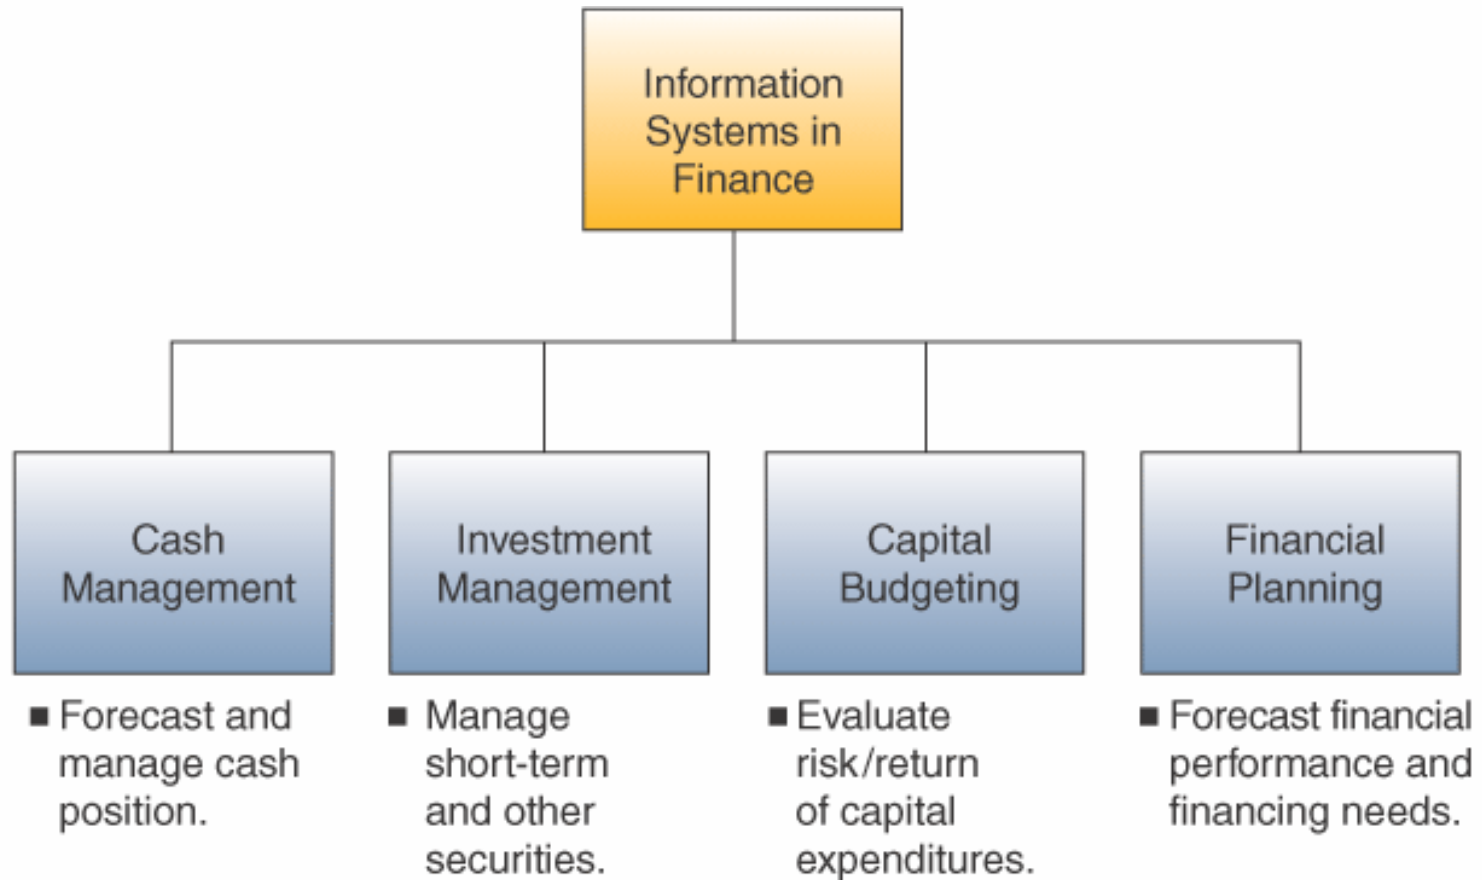 Information
Systems in
Finance
Cash
Management
Investment
Management
Capital
Budgeting
Financial
Planning
■ Forecast and
manage cash
position.
■ Manage
short-term
and other
securities.
■ Evaluate
risk/return
of capital
expenditures.
■ Forecast financial
performance and
financing needs.